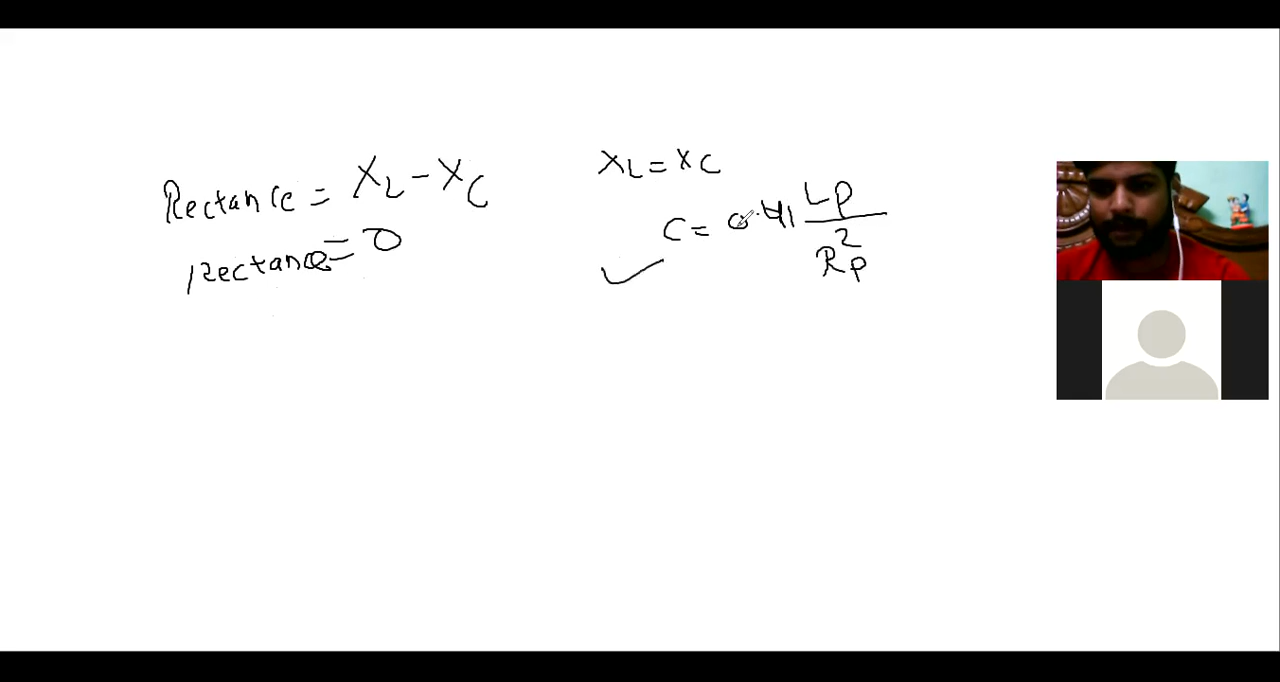 Rectance = XL - XC
Rectance = 0
XL = XC
C = 0.41 Lp / Rp²